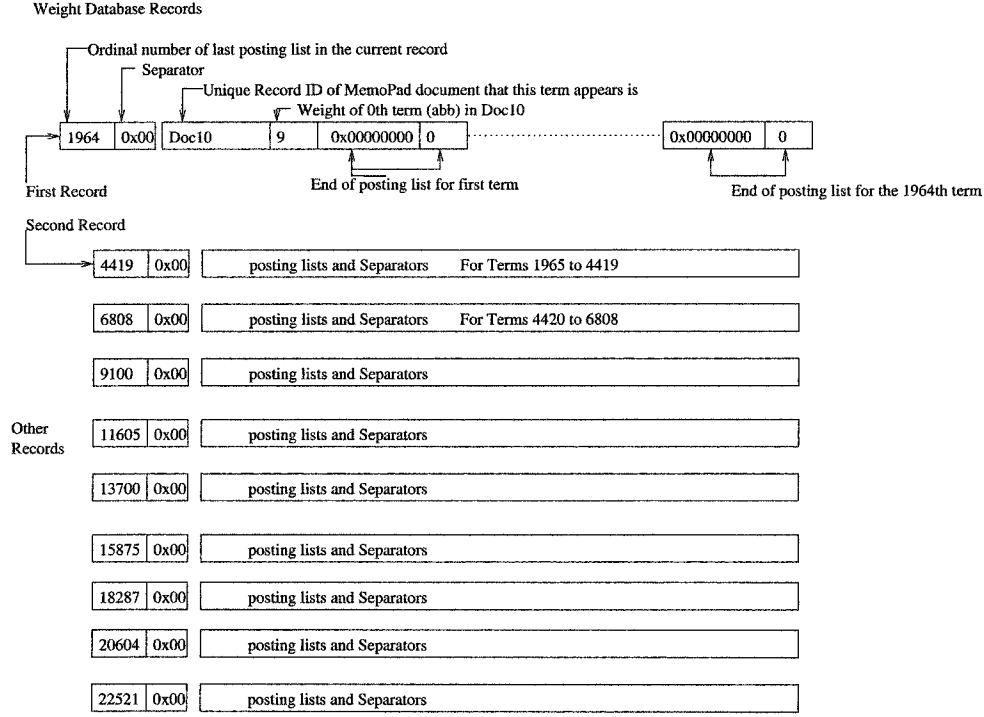 Weight Database Records
Ordinal number of last posting list in the current record
Separator
Unique Record ID of MemoPad document that this term appears is
Weight of 0th term (abb) in Doc10
1964 0x00 Doc10 9 0x00000000 0 0x00000000 0
First Record End of posting list for first term End of posting list for the 1964th term
Second Record
4419 0x00 posting lists and Separators For Terms 1965 to 4419
6808 0x00 posting lists and Separators For Terms 4420 to 6808
9100 0x00 posting lists and Separators
Other
Records
11605 0x00 posting lists and Separators
13700 0x00 posting lists and Separators
15875 0x00 posting lists and Separators
18287 0x00 posting lists and Separators
20604 0x00 posting lists and Separators
22521 0x00 posting lists and Separators